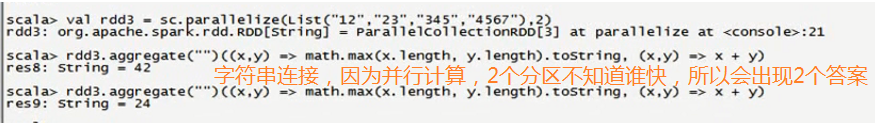 scala> val rdd3 = sc.parallelize(List("12","23","345","4567"),2)
rdd3: org.apache.spark.rdd.RDD[String] = ParallelCollectionRDD[3] at parallelize at <console>:21
scala> rdd3.aggregate("")((x,y) => math.max(x.length, y.length).toString, (x,y) => x + y)
res8: String = 42
字符串连接，因为并行计算，2个分区不知道谁快，所以会出现2个答案
scala> rdd3.aggregate("")((x,y) => math.max(x.length, y.length).toString, (x,y) => x + y)
res9: String = 24